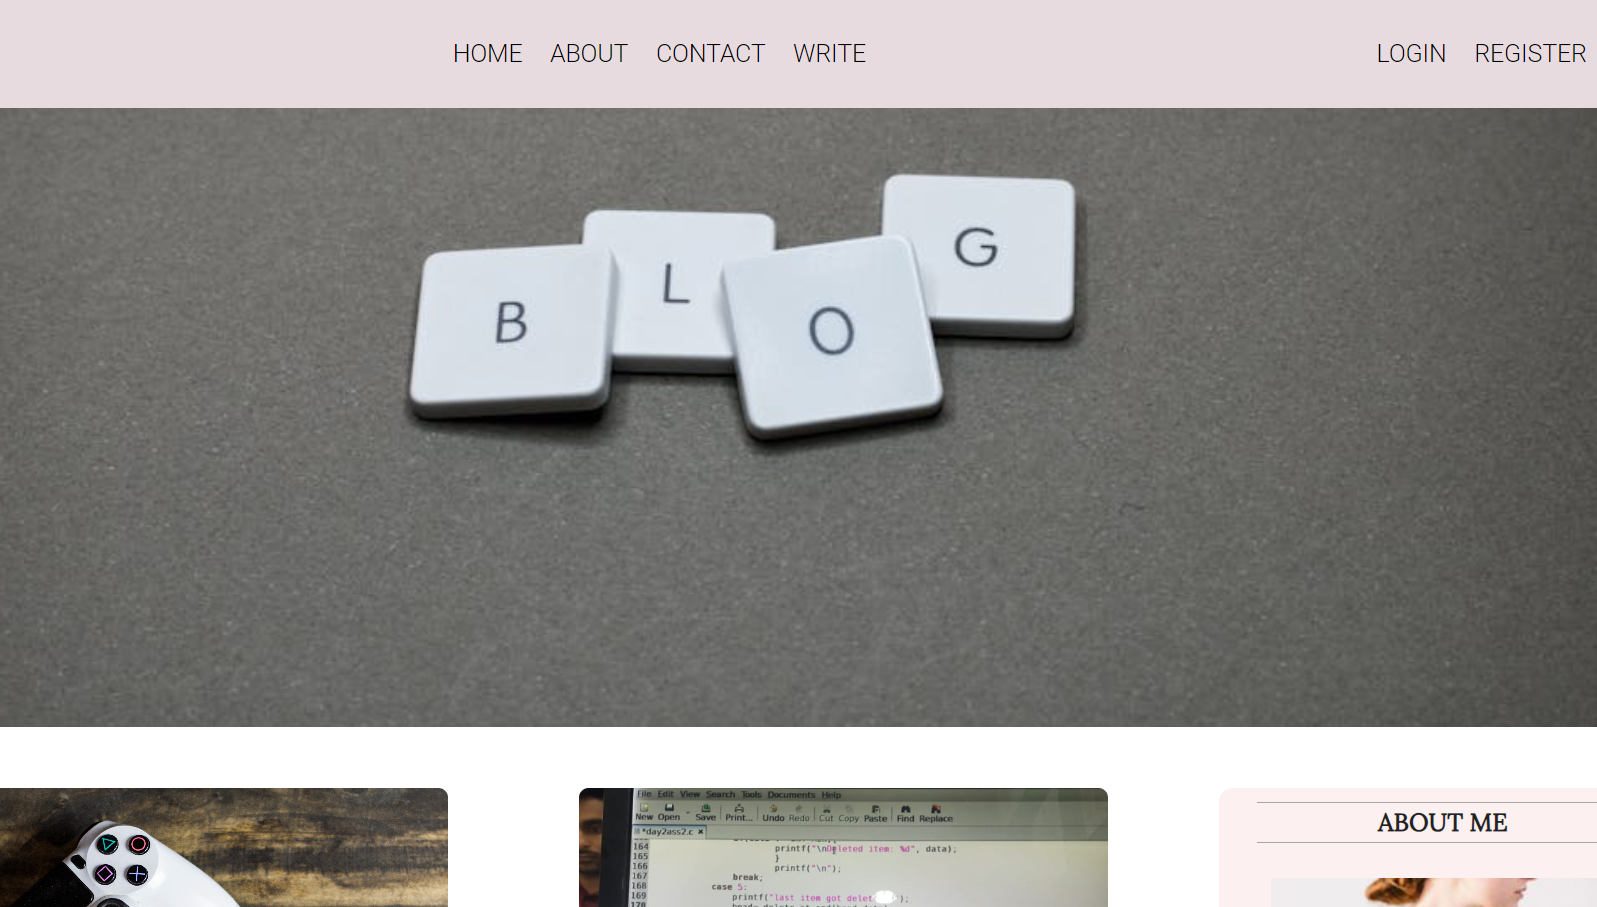 HOME ABOUT CONTACT WRITE LOGIN REGISTER
B L O G
File Edit View Search Tools Documents Help
New Open Save Print... Undo Redo Cut Copy Paste Find Replace
*day2ass2.c ×
164
165 printf("\nDeleted item: %d", data);
166 }
167 printf("\n");
168 break;
169 case 5:
170 printf("last item got delet );
ABOUT ME